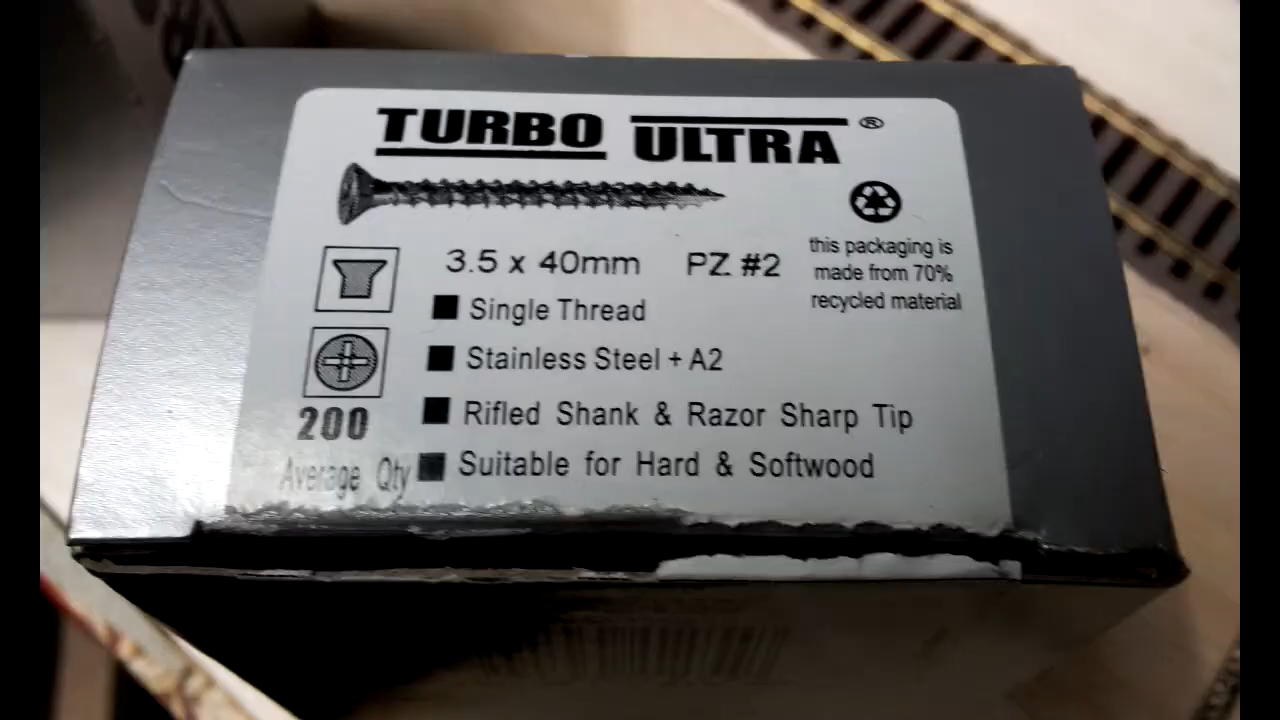 TURBO ULTRA ®
3.5 x 40mm PZ #2
this packaging is
made from 70%
recycled material
Single Thread
Stainless Steel + A2
Rifled Shank & Razor Sharp Tip
Suitable for Hard & Softwood
200
Average Qty